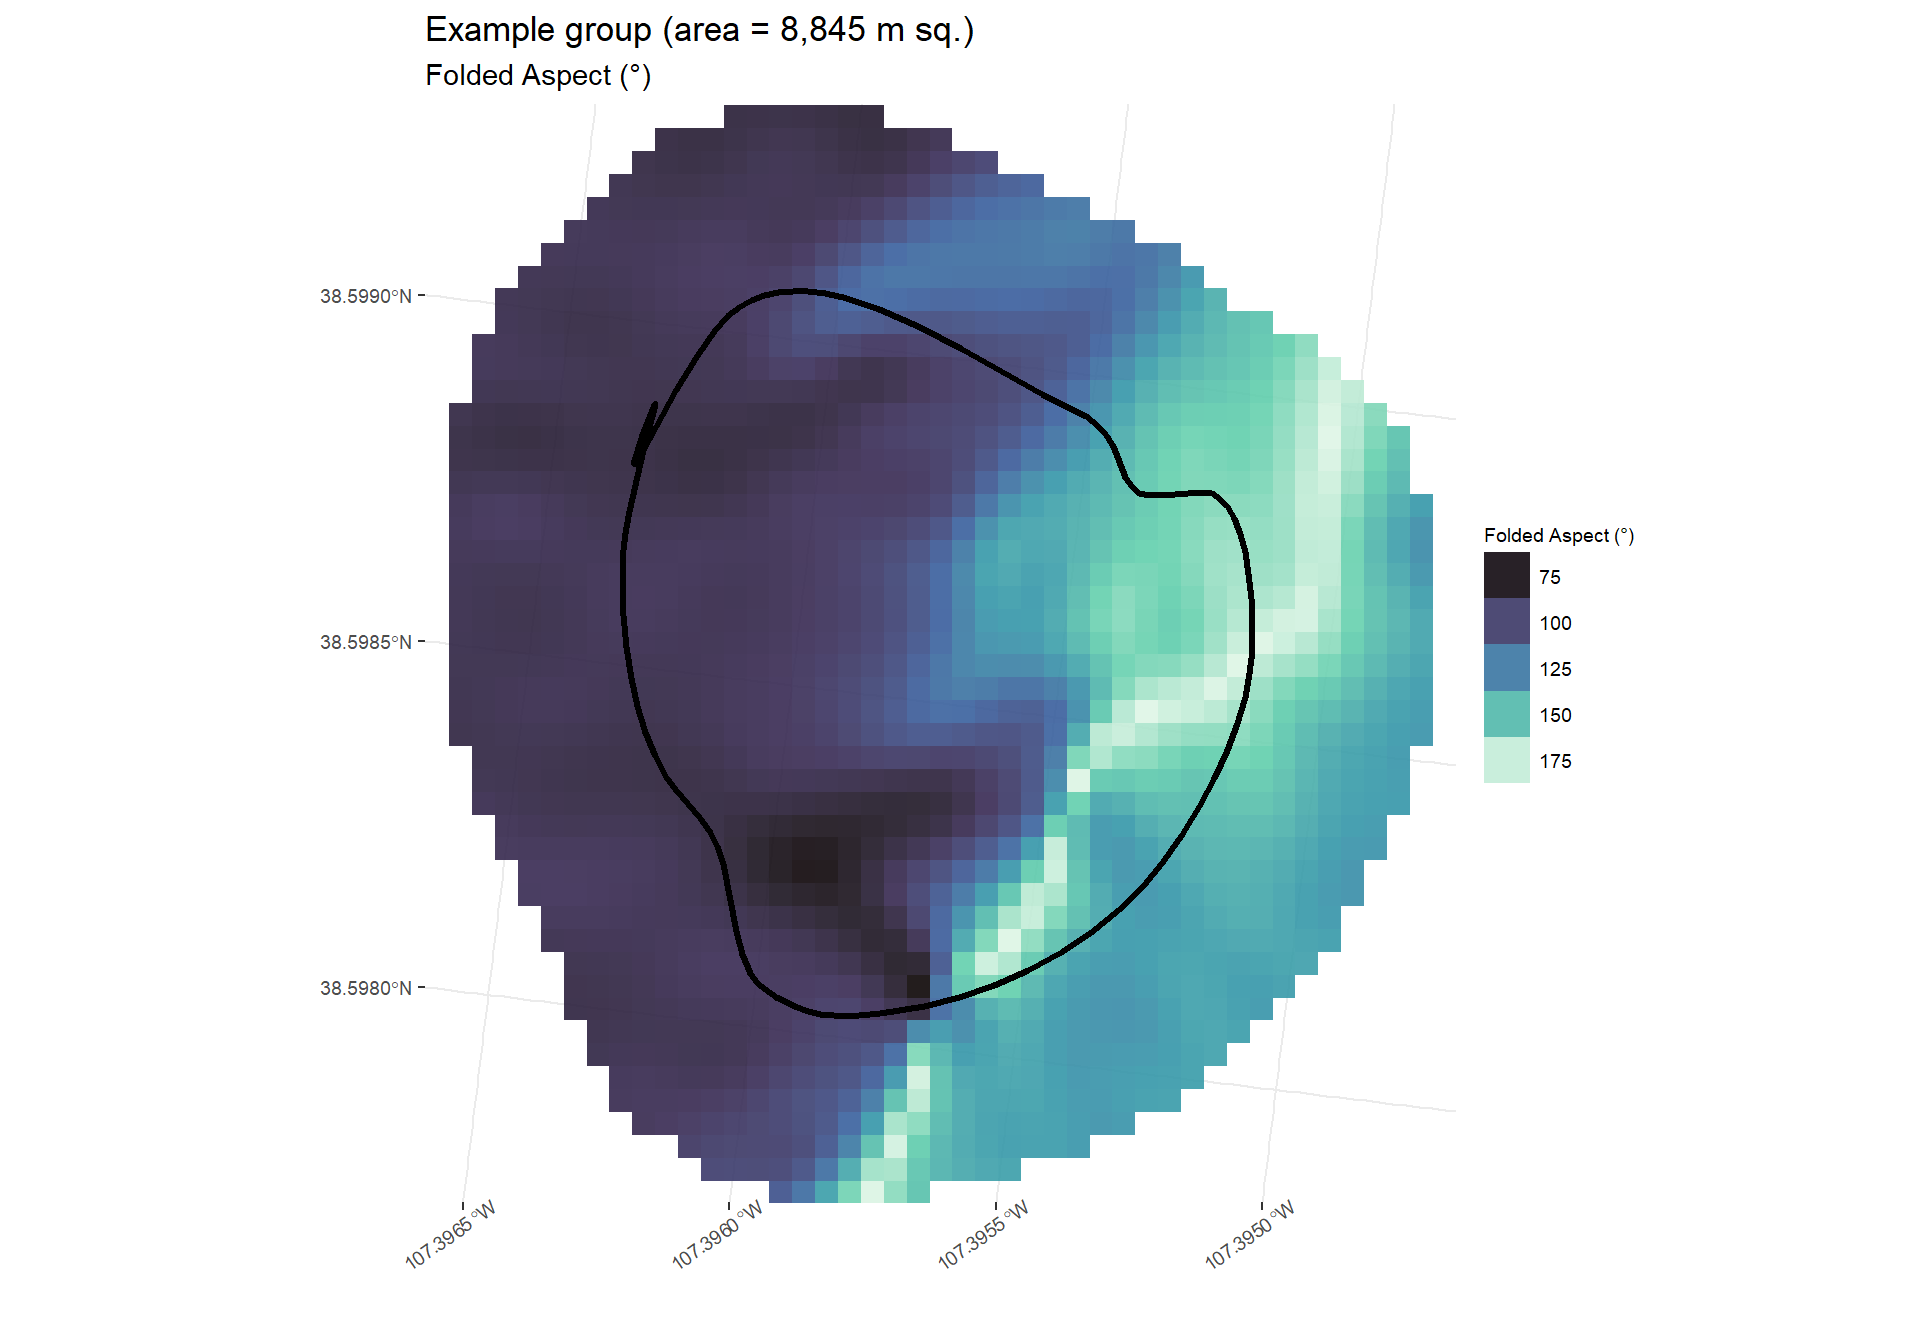 Example group (area = 8,845 m sq.)
Folded Aspect (°)
38.5990°N
38.5985°N
38.5980°N
107.3965°W
107.3960°W
107.3955°W
107.3950°W
Folded Aspect (°)
75
100
125
150
175